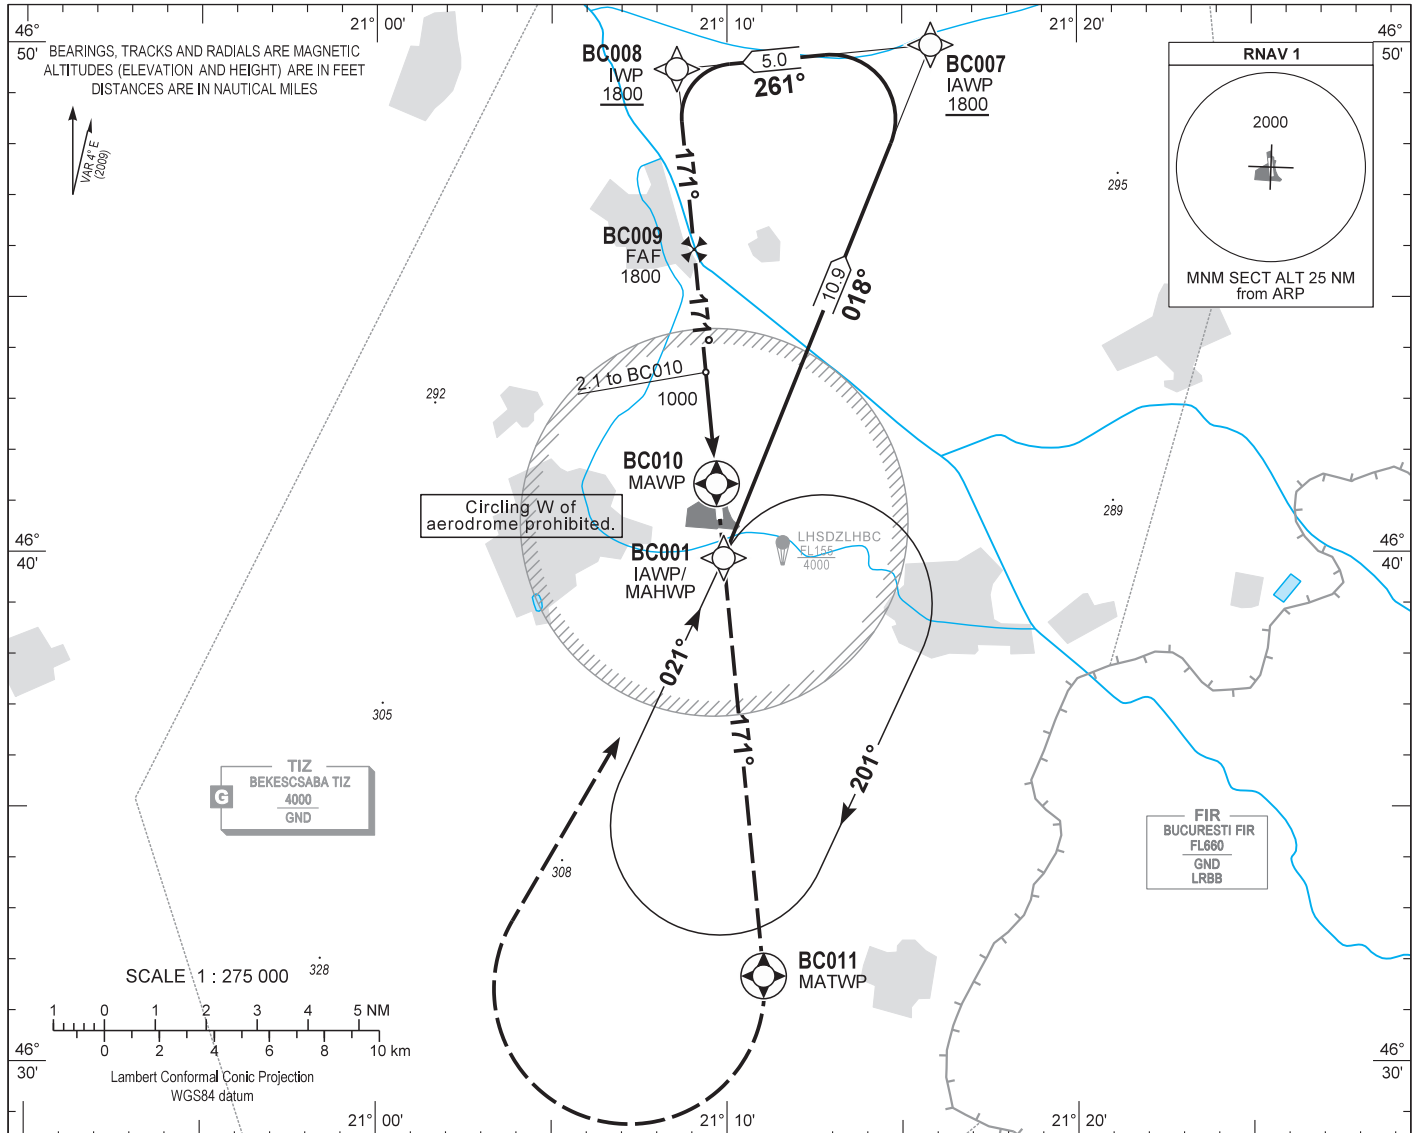 46°
50'
21° 00'
21° 10'
21° 20'
46°
50'
BEARINGS, TRACKS AND RADIALS ARE MAGNETIC
ALTITUDES (ELEVATION AND HEIGHT) ARE IN FEET
DISTANCES ARE IN NAUTICAL MILES
VAR 4° E
(2009)
BC008
IWP
1800
5.0
261°
BC007
IAWP
1800
RNAV 1
2000
MNM SECT ALT 25 NM
from ARP
171°
295
BC009
FAF
1800
10.9
018°
171°
2.1 to BC010
1000
292
BC010
MAWP
Circling W of
aerodrome prohibited.
289
46°
40'
BC001
IAWP/
MAHWP
LHSDZLHBC
FL155
4000
46°
40'
021°
305
171°
201°
TIZ
BEKESCSABA TIZ
G
4000
GND
308
FIR
BUCURESTI FIR
FL660
GND
LRBB
BC011
MATWP
328
SCALE 1 : 275 000
1 0 1 2 3 4 5 NM
0 2 4 6 8 10 km
Lambert Conformal Conic Projection
WGS84 datum
46°
30'
46°
30'
21° 00'
21° 10'
21° 20'